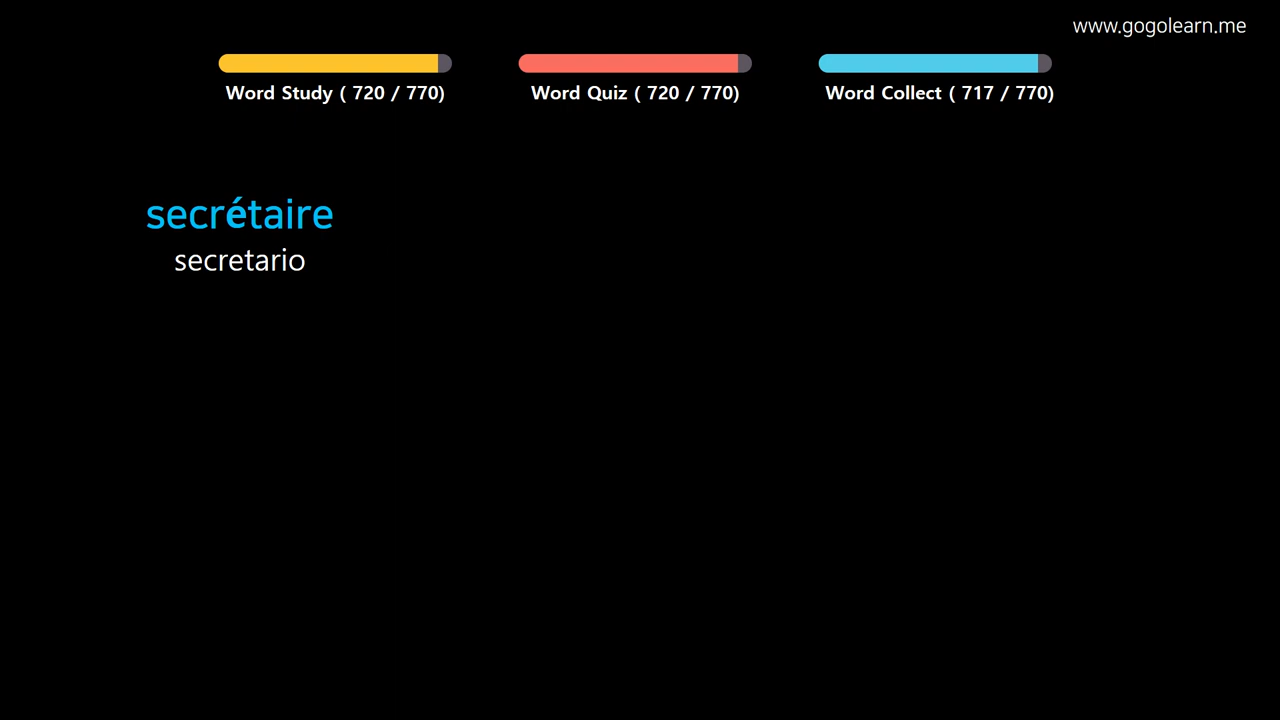 www.gogolearn.me
Word Study ( 720 / 770)
Word Quiz ( 720 / 770)
Word Collect ( 717 / 770)
secrétaire
secretario